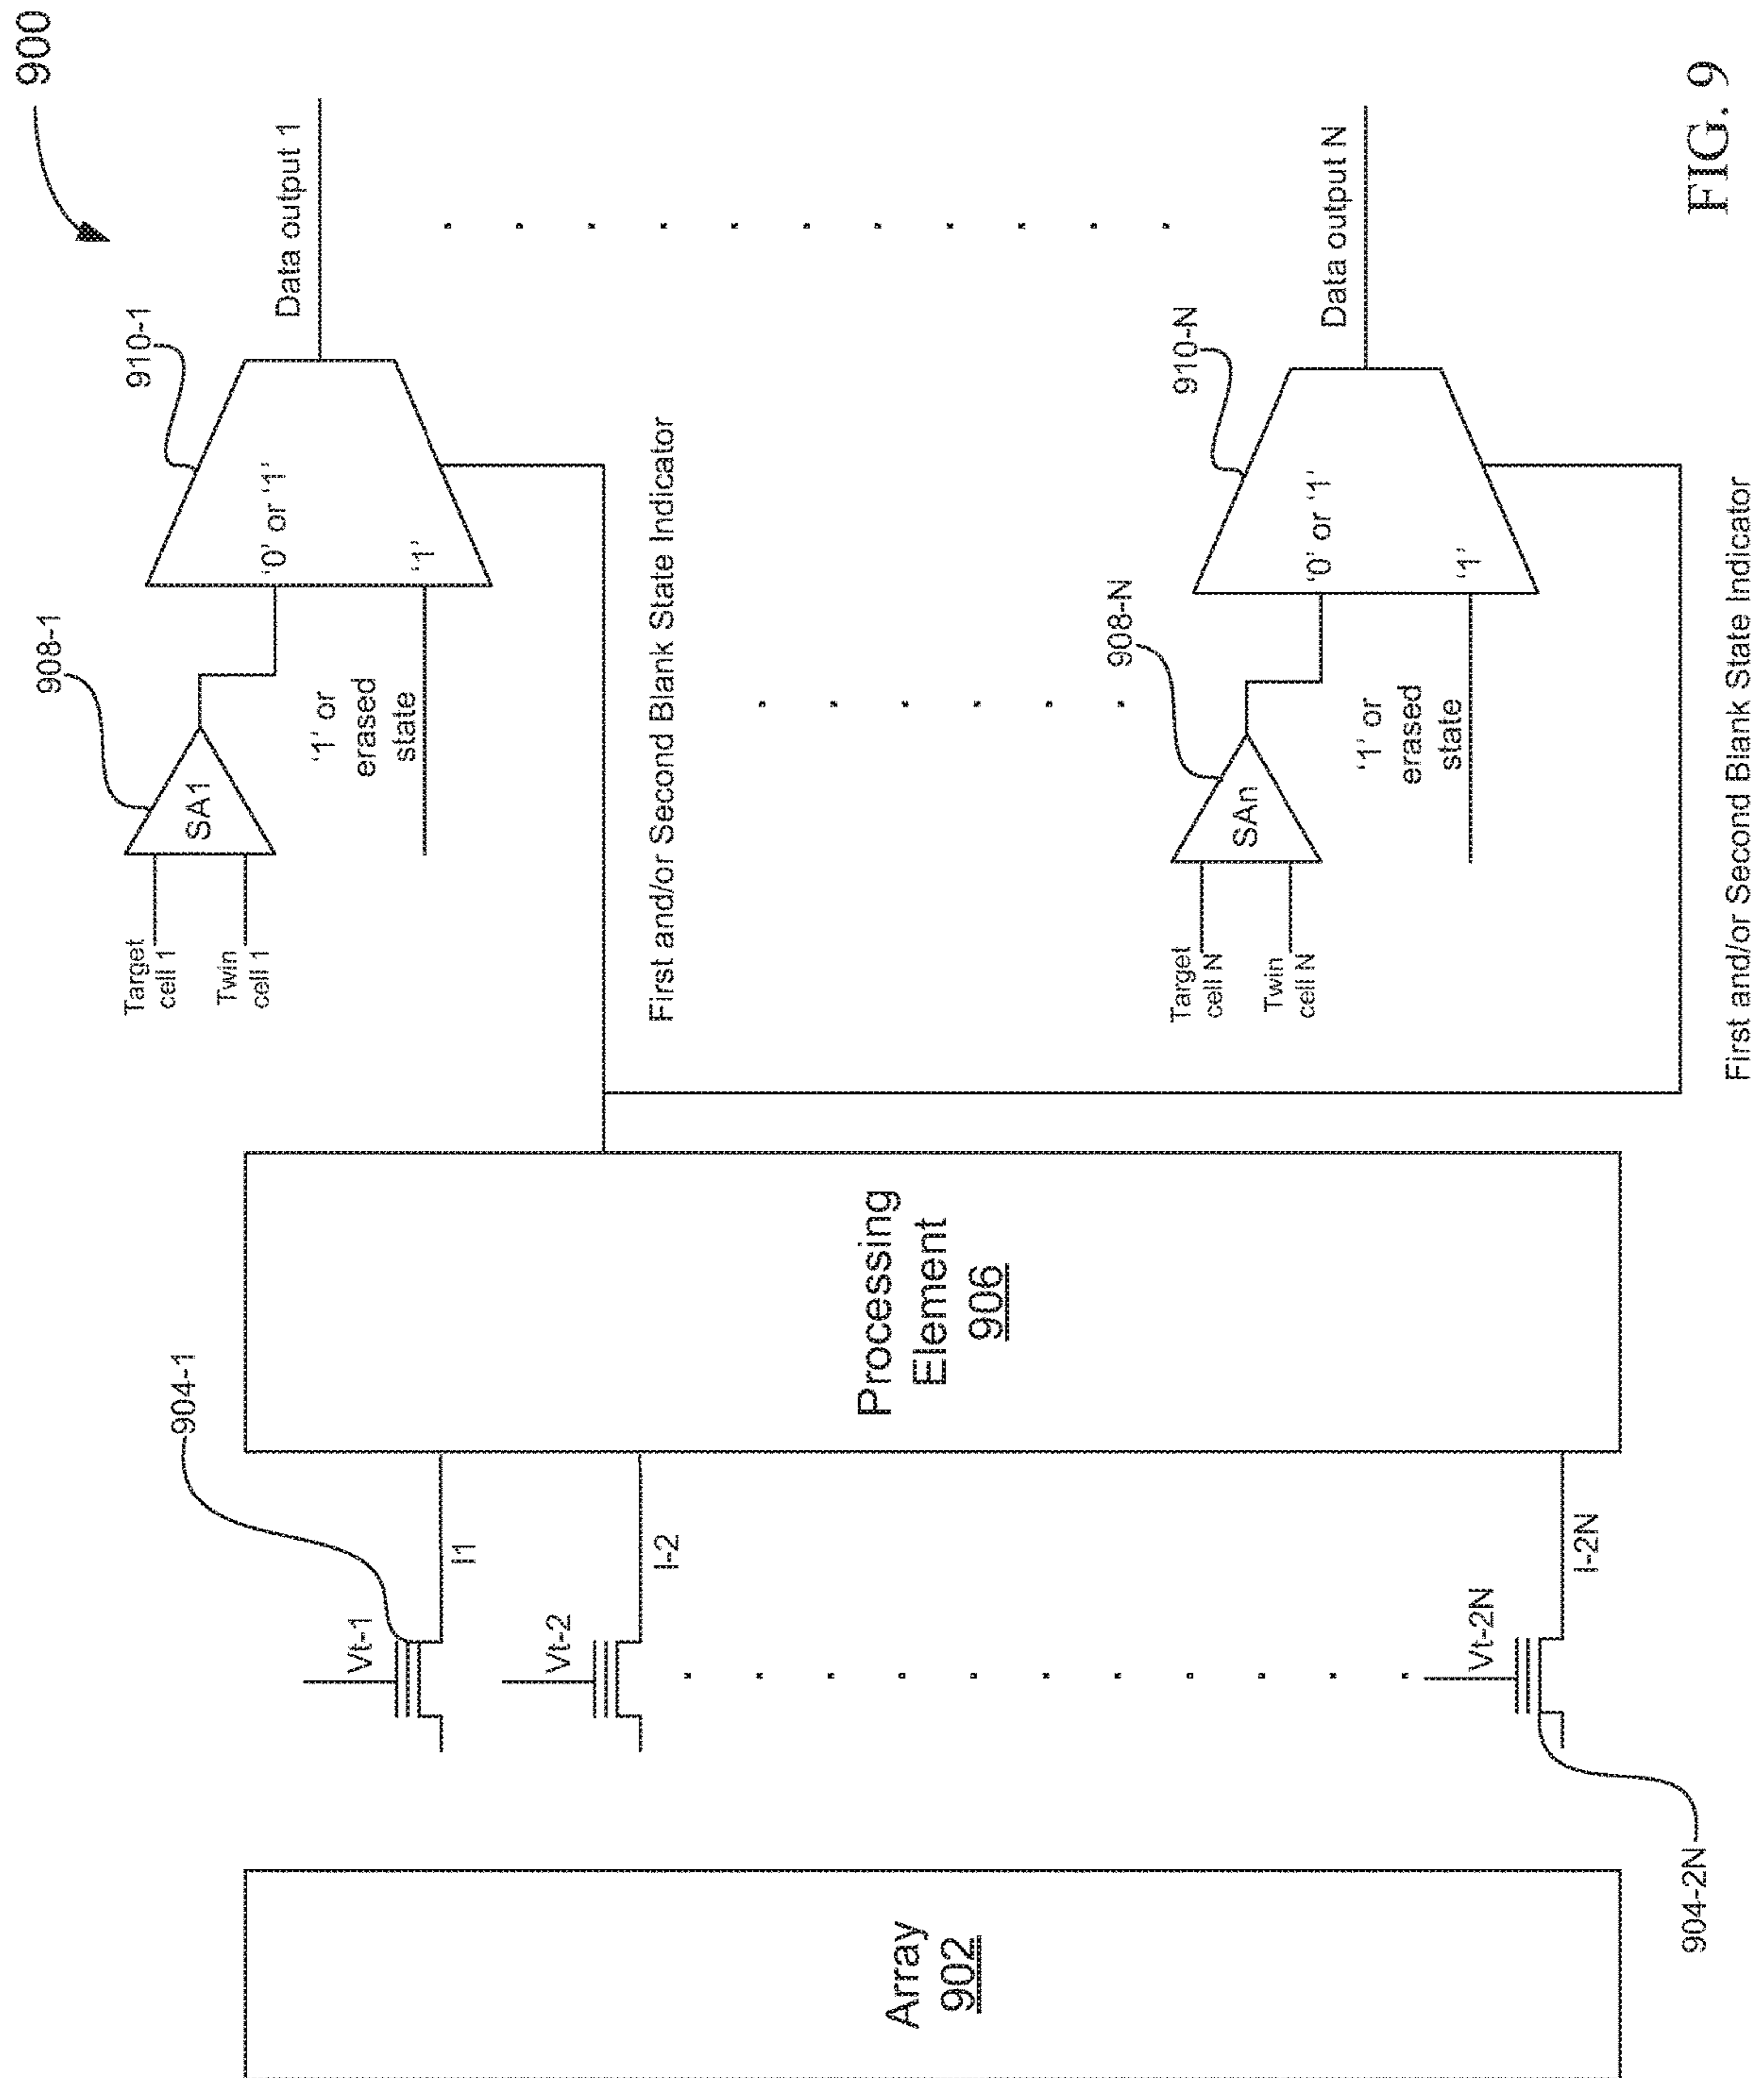 900
Array
902
904-1
Vt-1
I1
Vt-2
I-2
Vt-2N
I-2N
904-2N
Processing
Element
906
908-1
Target
cell 1
Twin
cell 1
SA1
'1' or
erased
state
910-1
'0' or '1'
'1'
Data output 1
First and/or Second Blank State Indicator
908-N
Target
cell N
Twin
cell N
SAn
'1' or
erased
state
910-N
'0' or '1'
'1'
Data output N
First and/or Second Blank State Indicator
FIG. 9